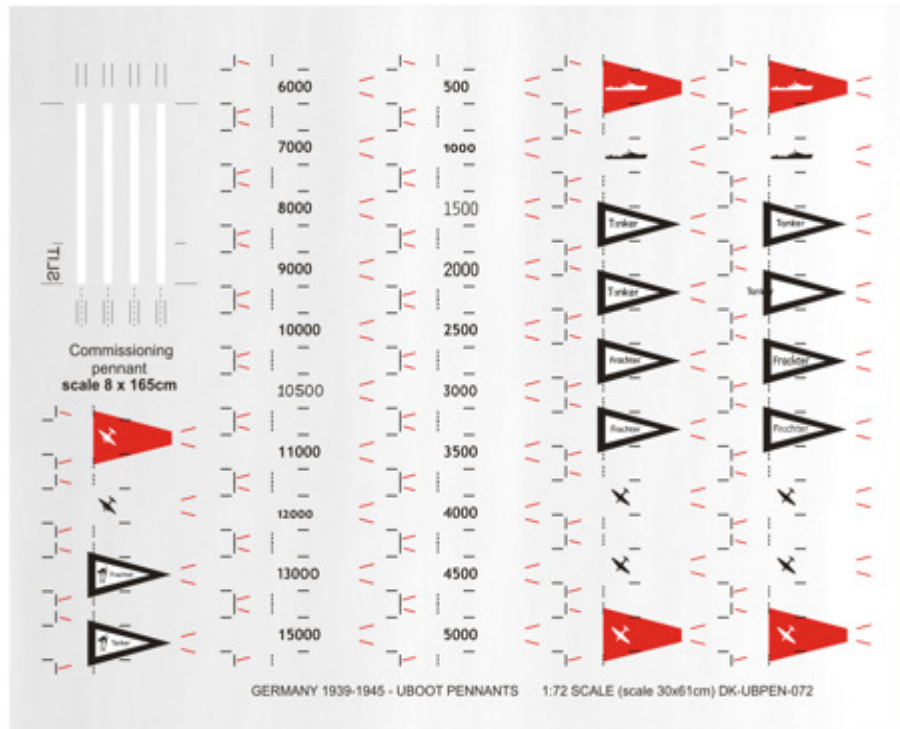 SLIT
Commissioning
pennant
scale 8 x 165cm
Frachter
Tanker
6000
7000
8000
9000
10000
10500
11000
12000
13000
15000
500
1000
1500
2000
2500
3000
3500
4000
4500
5000
Tanker
Tanker
Frachter
Frachter
Tanker
Tanker
Frachter
Frachter
GERMANY 1939-1945 - UBOOT PENNANTS 1:72 SCALE (scale 30x61cm) DK-UBPEN-072